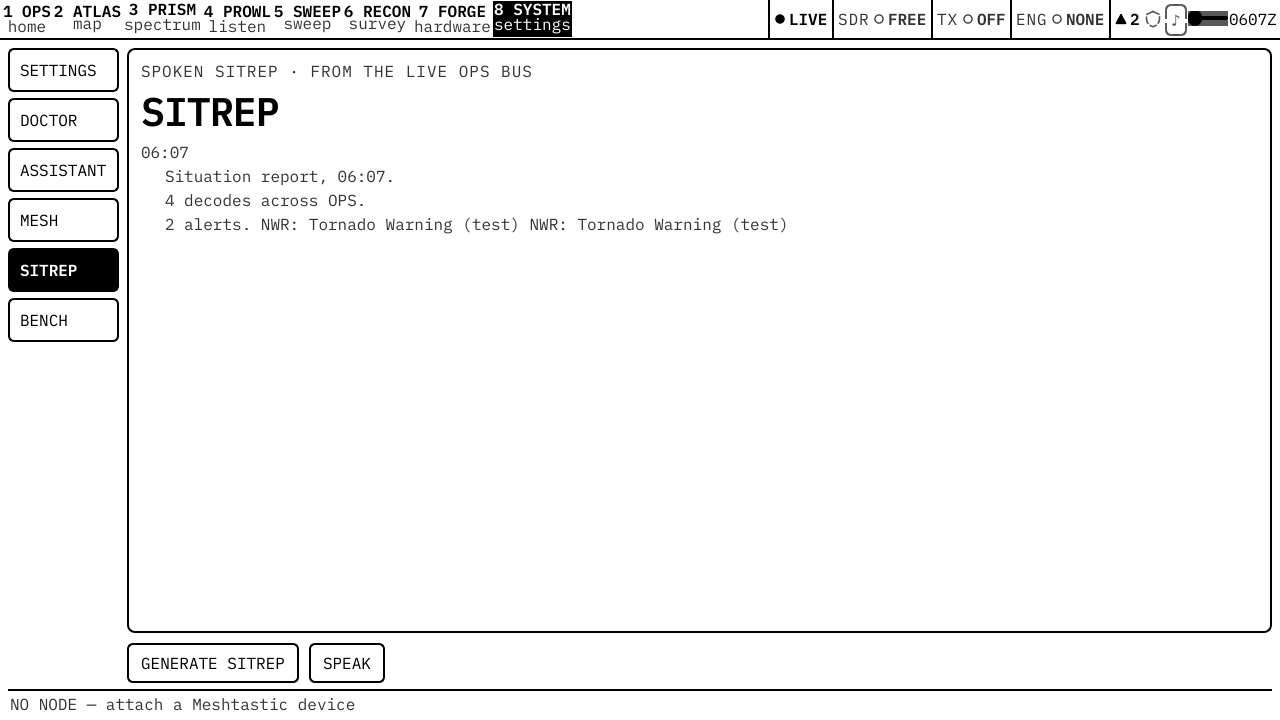 1 OPS 2 ATLAS 3 PRISM 4 PROWL 5 SWEEP 6 RECON 7 FORGE 8 SYSTEM
home map spectrum listen sweep survey hardware settings
● LIVE SDR ○ FREE TX ○ OFF ENG ○ NONE ▲ 2 ♪ 0607Z
SETTINGS
DOCTOR
ASSISTANT
MESH
SITREP
BENCH
SPOKEN SITREP · FROM THE LIVE OPS BUS
SITREP
06:07
Situation report, 06:07.
4 decodes across OPS.
2 alerts. NWR: Tornado Warning (test) NWR: Tornado Warning (test)
GENERATE SITREP SPEAK
NO NODE — attach a Meshtastic device